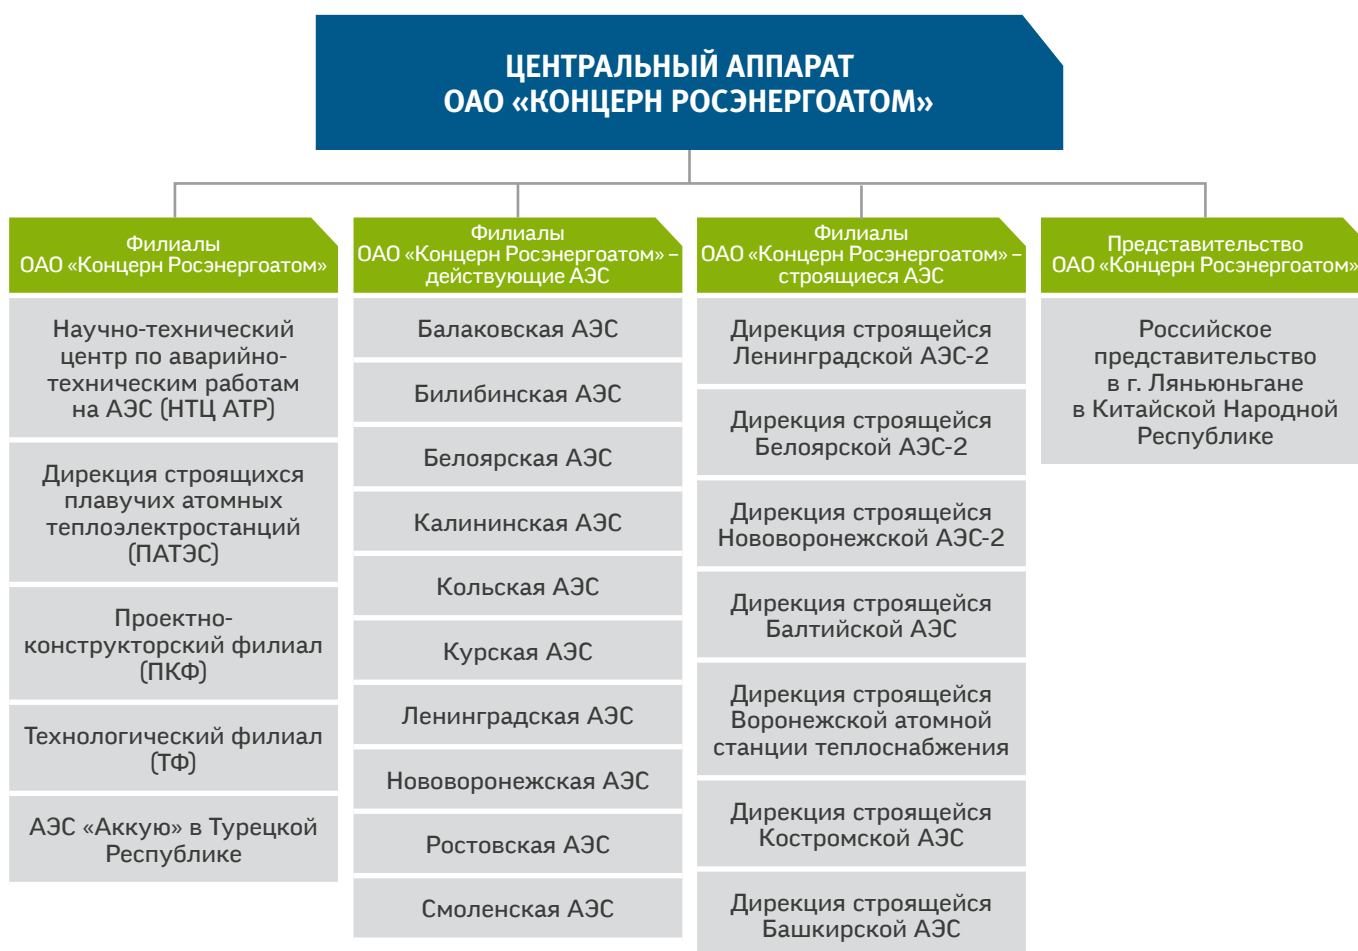 ЦЕНТРАЛЬНЫЙ АППАРАТ
ОАО «КОНЦЕРН РОСЭНЕРГОАТОМ»
Филиалы
ОАО «Концерн Росэнергоатом»
Научно-технический
центр по аварийно-
техническим работам
на АЭС (НТЦ АТР)
Дирекция строящихся
плавучих атомных
теплоэлектростанций
(ПАТЭС)
Проектно-
конструкторский филиал
(ПКФ)
Технологический филиал
(ТФ)
АЭС «Аккую» в Турецкой
Республике
Филиалы
ОАО «Концерн Росэнергоатом» –
действующие АЭС
Балаковская АЭС
Билибинская АЭС
Белоярская АЭС
Калининская АЭС
Кольская АЭС
Курская АЭС
Ленинградская АЭС
Нововоронежская АЭС
Ростовская АЭС
Смоленская АЭС
Филиалы
ОАО «Концерн Росэнергоатом» –
строящиеся АЭС
Дирекция строящейся
Ленинградской АЭС-2
Дирекция строящейся
Белоярской АЭС-2
Дирекция строящейся
Нововоронежской АЭС-2
Дирекция строящейся
Балтийской АЭС
Дирекция строящейся
Воронежской атомной
станции теплоснабжения
Дирекция строящейся
Костромской АЭС
Дирекция строящейся
Башкирской АЭС
Представительство
ОАО «Концерн Росэнергоатом»
Российское
представительство
в г. Ляньюньгане
в Китайской Народной
Республике